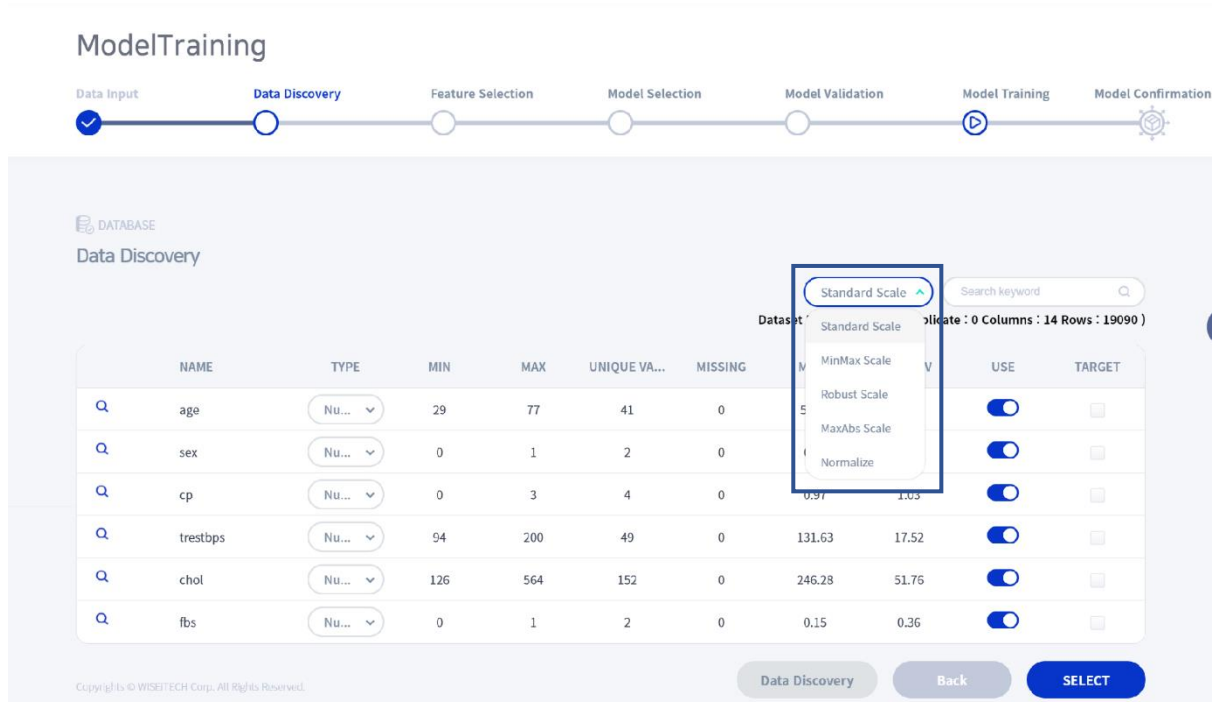 ModelTraining
Data Input Data Discovery Feature Selection Model Selection Model Validation Model Training Model Confirmation
DATABASE
Data Discovery
Standard Scale Search keyword
Dataset : 0 Columns : 14 Rows : 19090 )
Standard Scale
MinMax Scale
Robust Scale
MaxAbs Scale
Normalize
NAME TYPE MIN MAX UNIQUE VA... MISSING USE TARGET
age Nu... 29 77 41 0
sex Nu... 0 1 2 0
cp Nu... 0 3 4 0 0.97 1.03
trestbps Nu... 94 200 49 0 131.63 17.52
chol Nu... 126 564 152 0 246.28 51.76
fbs Nu... 0 1 2 0 0.15 0.36
Data Discovery Back SELECT
Copyrights © WISEITECH Corp. All Rights Reserved.